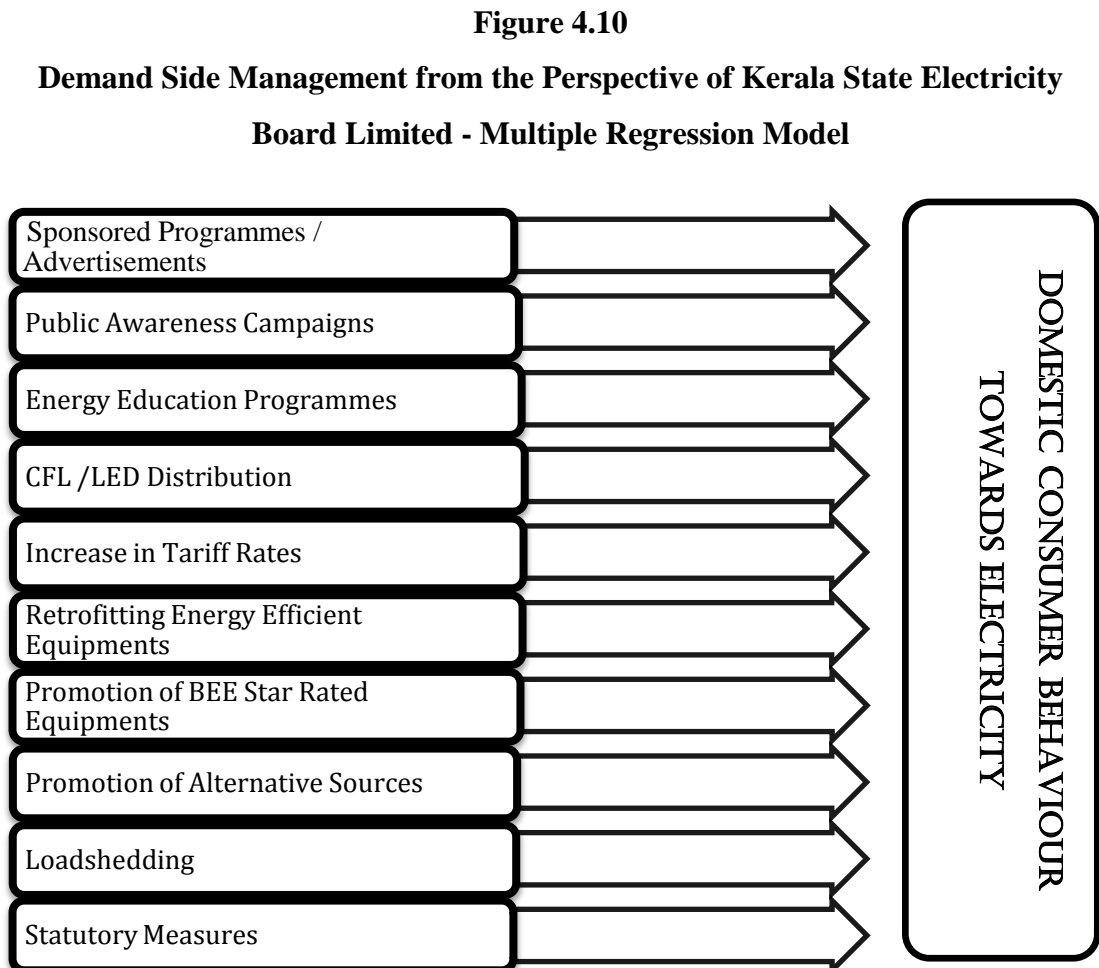 Figure 4.10
Demand Side Management from the Perspective of Kerala State Electricity
Board Limited - Multiple Regression Model
Sponsored Programmes /
Advertisements
Public Awareness Campaigns
Energy Education Programmes
CFL /LED Distribution
Increase in Tariff Rates
Retrofitting Energy Efficient
Equipments
Promotion of BEE Star Rated
Equipments
Promotion of Alternative Sources
Loadshedding
Statutory Measures
DOMESTIC CONSUMER BEHAVIOUR
TOWARDS ELECTRICITY